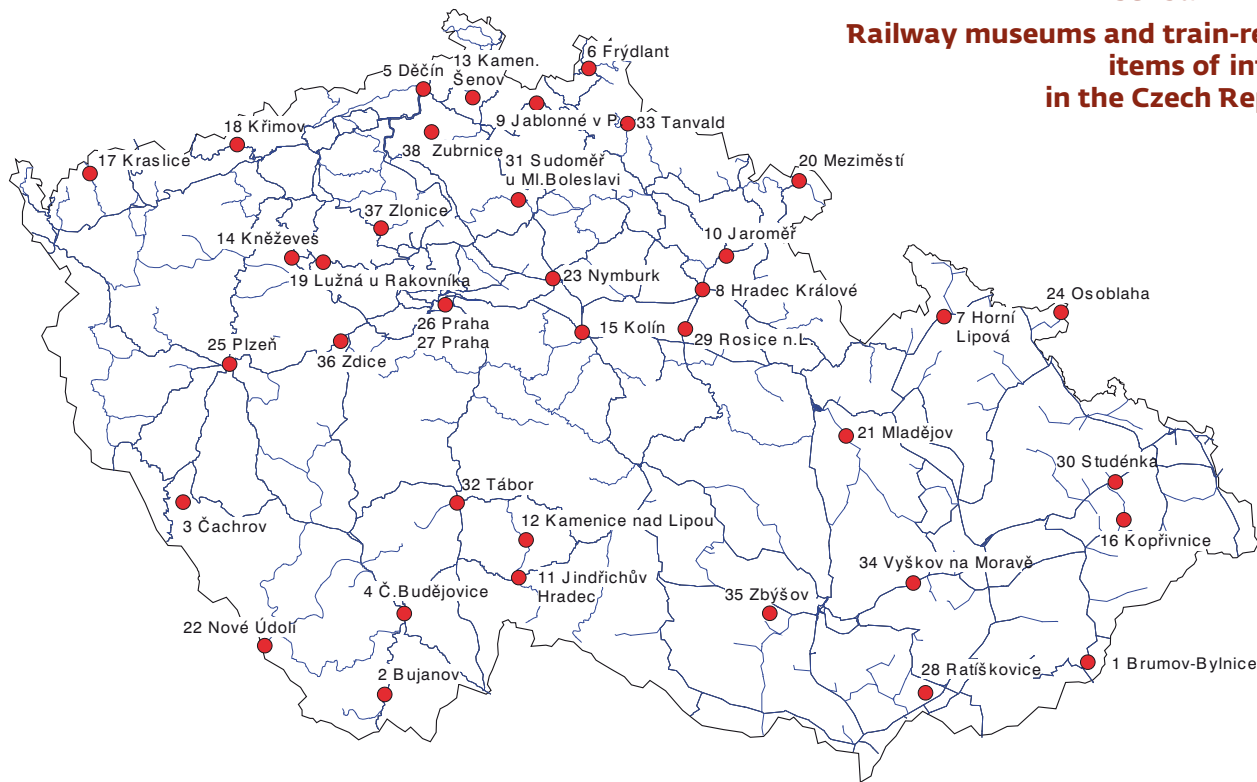 Railway museums and train-re
items of in
in the Czech Re
6 Frýdlant
13 Kamen.
Šenov
5 Děčín
9 Jablonné v P.
33 Tanvald
18 Křimov
38 Zubrnice
31 Sudoměř
u Ml.Boleslavi
17 Kraslice
20 Meziměstí
37 Zlonice
14 Kněževes
10 Jaroměř
19 Lužná u Rakovníka
23 Nymburk
8 Hradec Králové
24 Osoblaha
7 Horní
Lipová
26 Praha
27 Praha
15 Kolín
29 Rosice n.L
25 Plzeň
36 Zdice
21 Mladějov
30 Studénka
32 Tábor
3 Čachrov
12 Kamenice nad Lipou
16 Kopřivnice
34 Vyškov na Moravě
11 Jindřichův
Hradec
4 Č.Budějovice
35 Zbýšov
22 Nové Údolí
2 Bujanov
28 Ratíškovice
1 Brumov-Bylnice